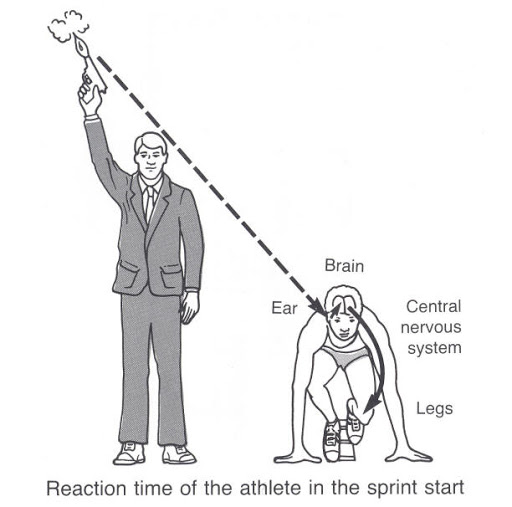 Brain
Ear
Central
nervous
system
Legs
Reaction time of the athlete in the sprint start